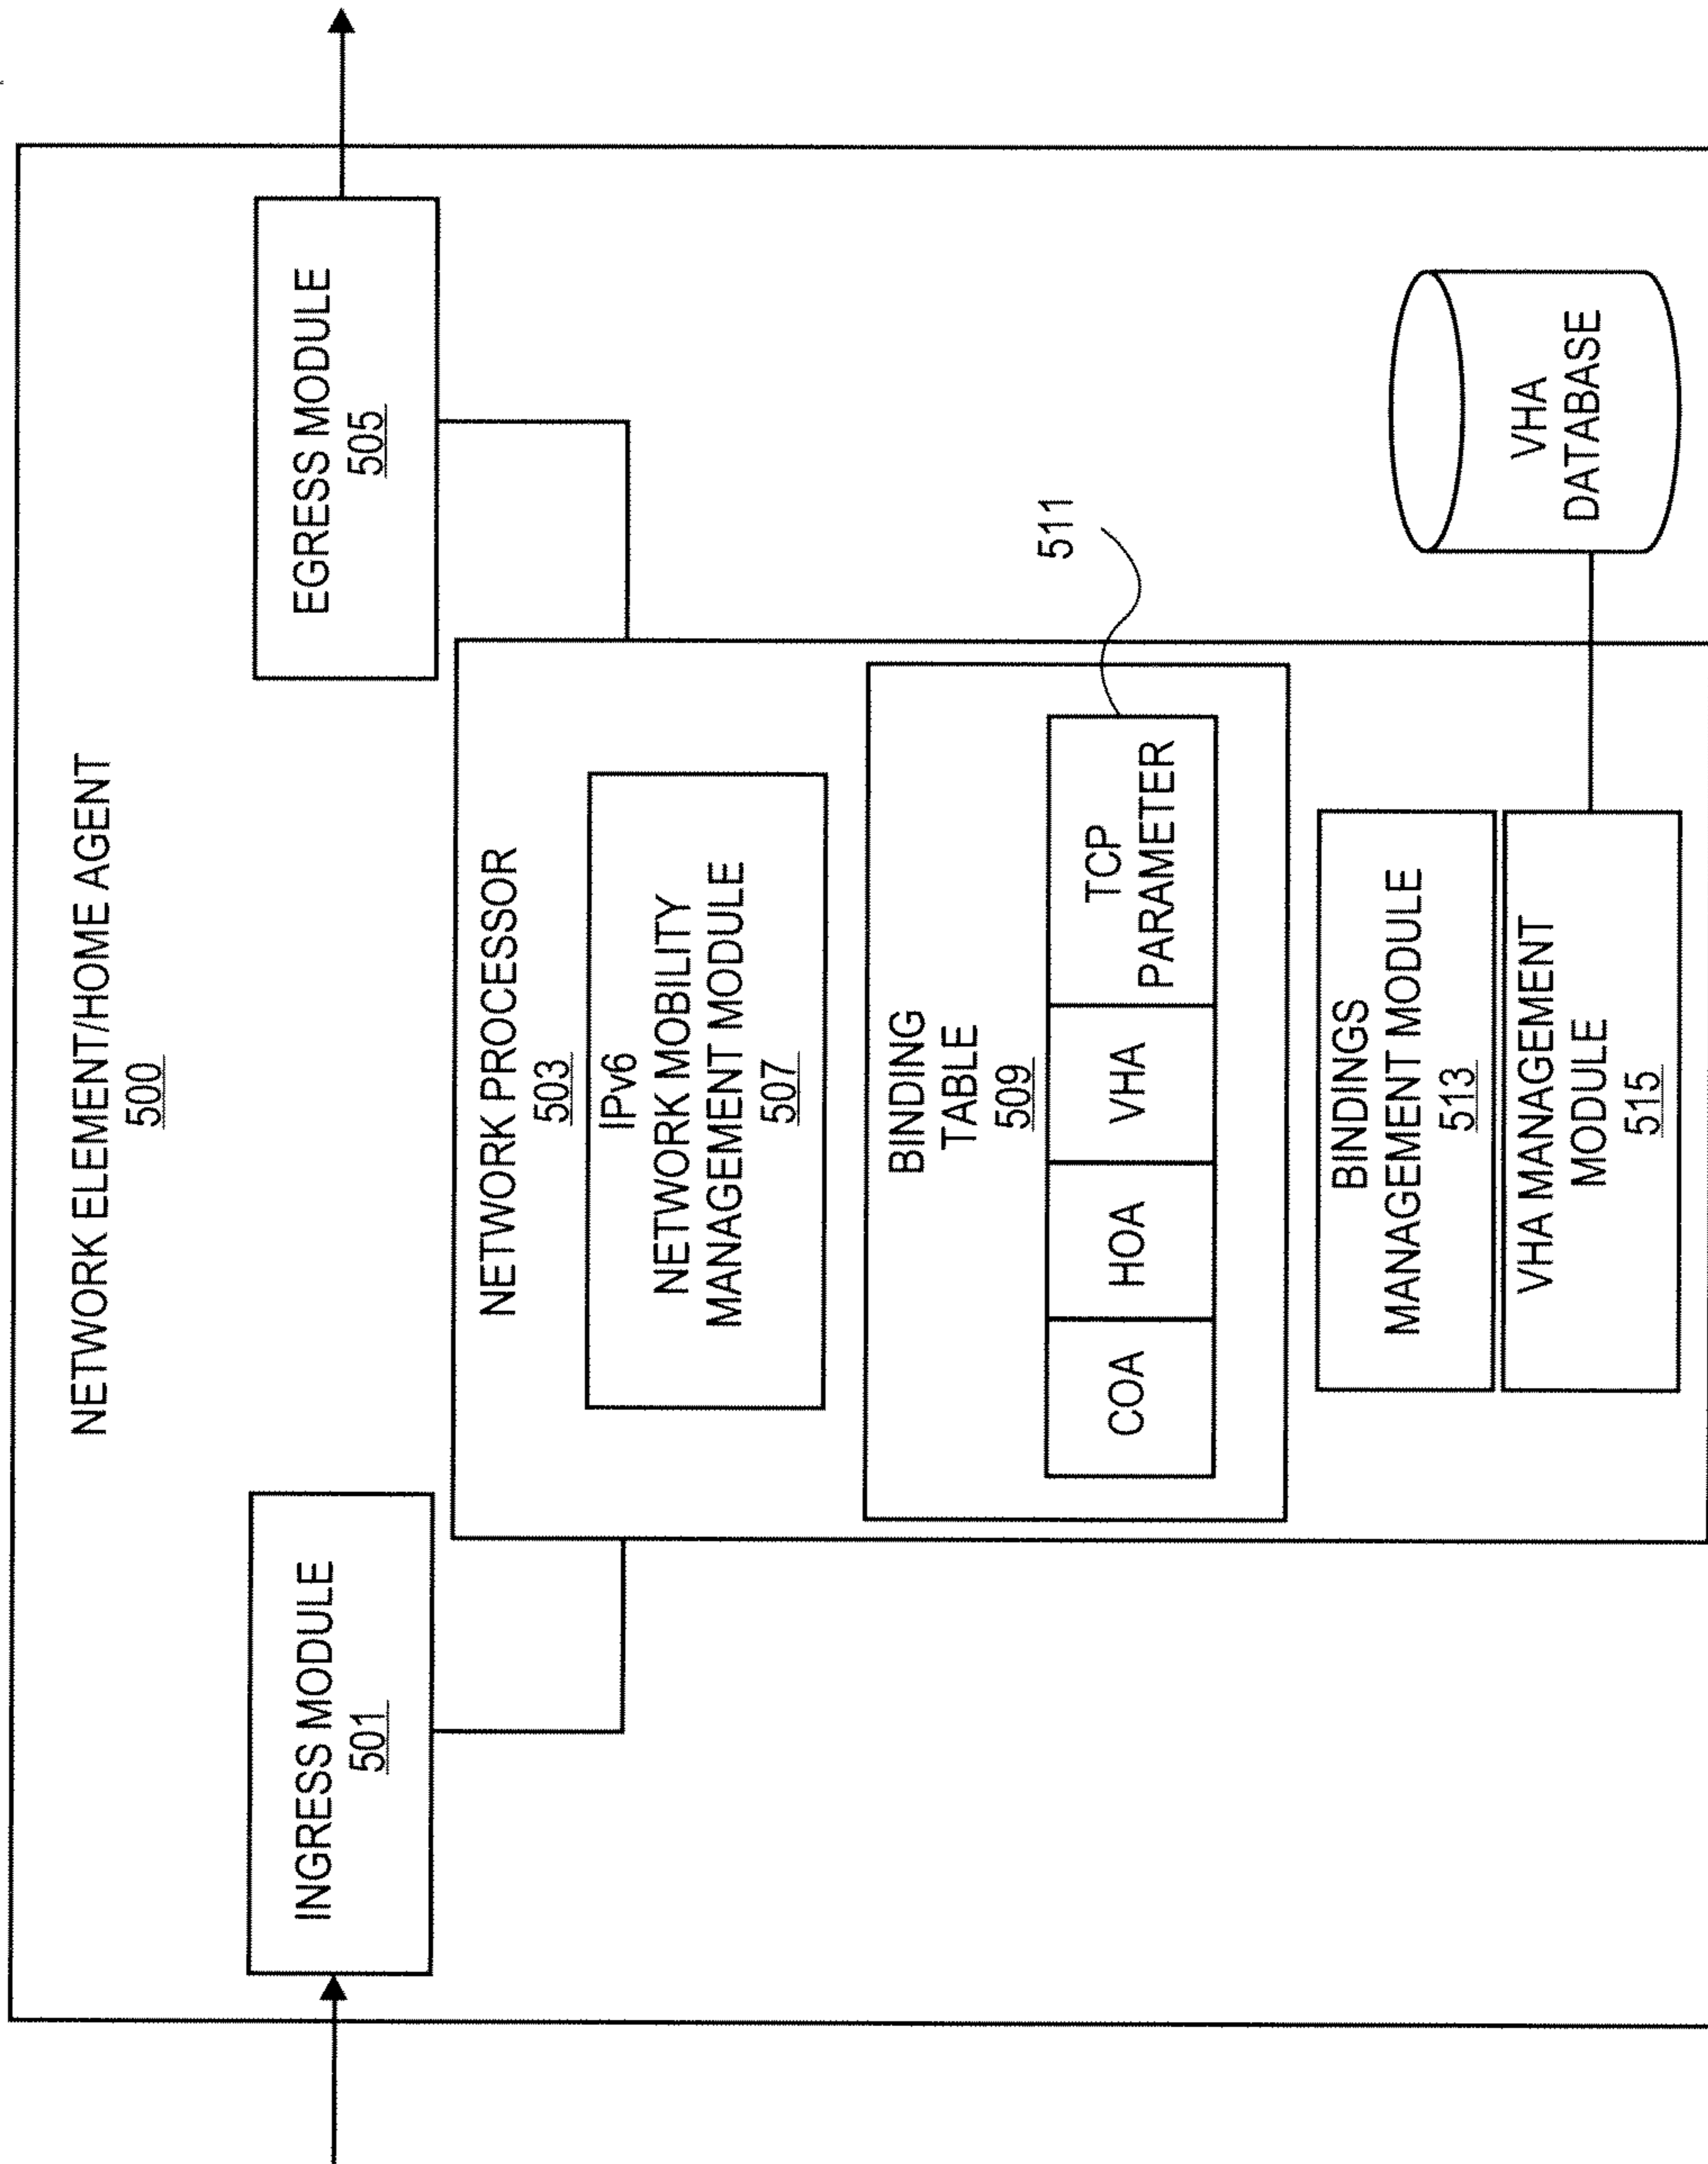 NETWORK ELEMENT/HOME AGENT
500
INGRESS MODULE
501
EGRESS MODULE
505
NETWORK PROCESSOR
503
IPv6
NETWORK MOBILITY
MANAGEMENT MODULE
507
BINDING
TABLE
509
511
COA
HOA
VHA
TCP
PARAMETER
BINDINGS
MANAGEMENT MODULE
513
VHA MANAGEMENT
MODULE
515
VHA
DATABASE